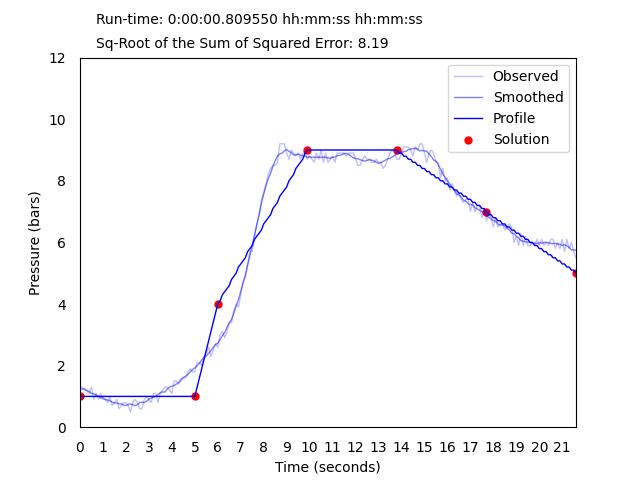 Run-time: 0:00:00.809550 hh:mm:ss hh:mm:ss
Sq-Root of the Sum of Squared Error: 8.19
12
10
8
6
4
2
0
Pressure (bars)
Observed
Smoothed
Profile
Solution
0 1 2 3 4 5 6 7 8 9 10 11 12 13 14 15 16 17 18 19 20 21
Time (seconds)